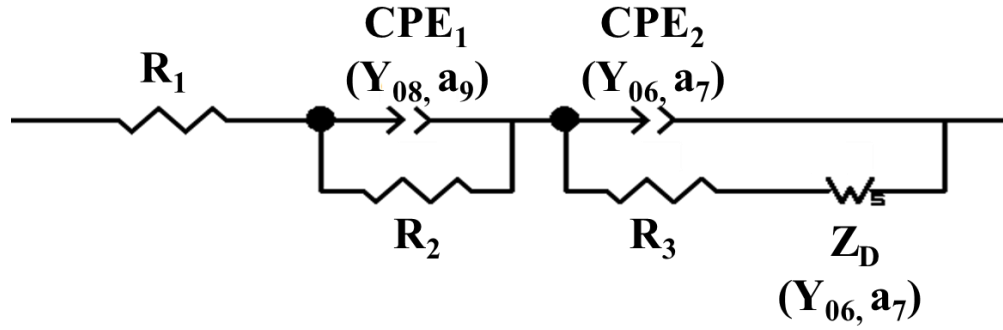 CPE1
(Y08, a9)
CPE2
(Y06, a7)
R1
R2
R3
Ws
ZD
(Y06, a7)